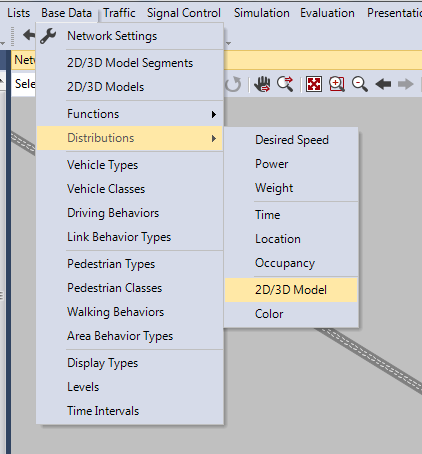 Lists Base Data Traffic Signal Control Simulation Evaluation Presentatio
Network Settings
Netw
2D/3D Model Segments
Sele
2D/3D Models
Functions
Distributions
Desired Speed
Vehicle Types
Power
Vehicle Classes
Weight
Driving Behaviors
Time
Link Behavior Types
Location
Pedestrian Types
Occupancy
Pedestrian Classes
2D/3D Model
Walking Behaviors
Color
Area Behavior Types
Display Types
Levels
Time Intervals